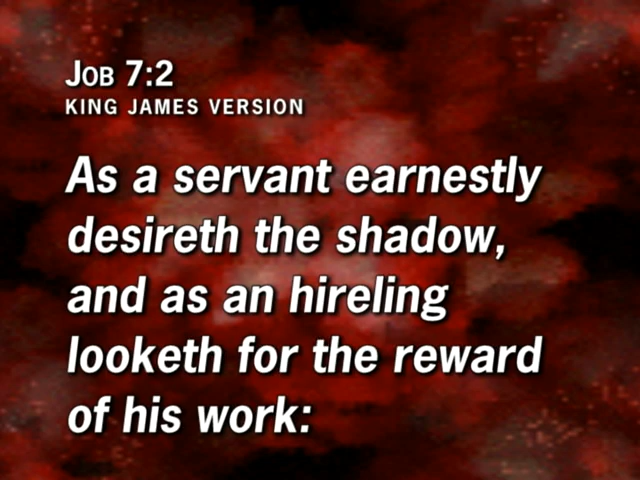 Job 7:2
KING JAMES VERSION
As a servant earnestly
desireth the shadow,
and as an hireling
looketh for the reward
of his work: